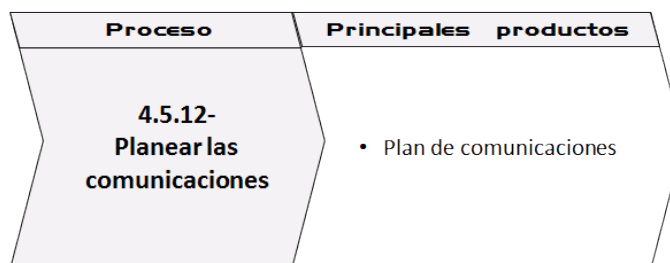 Proceso
Principales productos
4.5.12-
Planear las
comunicaciones
• Plan de comunicaciones